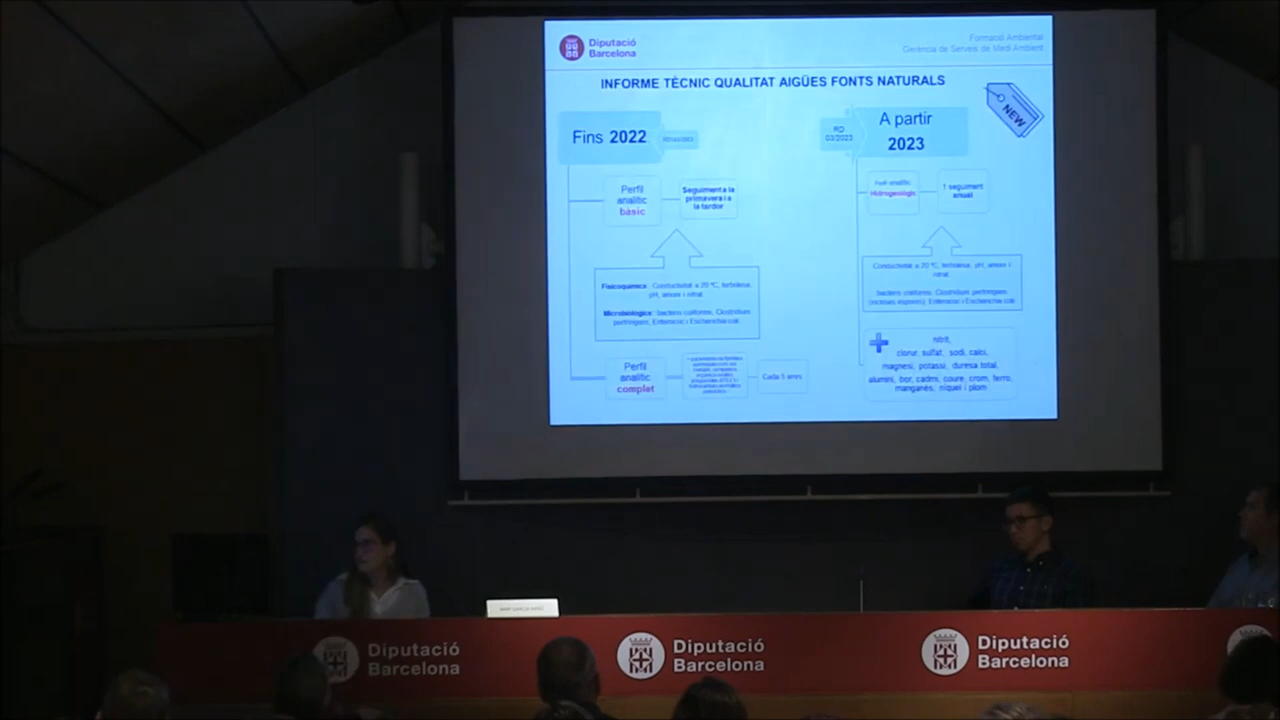 Diputació
Barcelona
Formació Ambiental
Gerència de Serveis de Medi Ambient
INFORME TÈCNIC QUALITAT AIGÜES FONTS NATURALS
NEW
Fins 2022
RD
03/2023
A partir
2023
Perfil
analític
bàsic
Seguiment a la
primavera i a
la tardor
Perfil analític
Hidrogeològic
1 seguiment
anual
Fisicoquímica: Conductivitat a 20 ºC, terbolesa,
pH, amoni i nitrat.
Microbiològica: bacteris coliformes, Clostridium
perfringens, Enterococ i Escherichia coli
Conductivitat a 20 ºC, terbolesa, pH, amoni i
nitrat.
bacteris coliformes, Clostridium perfringens
(incloses espores), Enterococ i Escherichia coli
Perfil
analític
complet
Cada 5 anys
nitrit,
clorur, sulfat, sodi, calci,
magnesi, potassi, duresa total,
alumini, bor, cadmi, coure, crom, ferro,
manganès, níquel i plom
Diputació
Barcelona
Diputació
Barcelona
Diputació
Barcelona